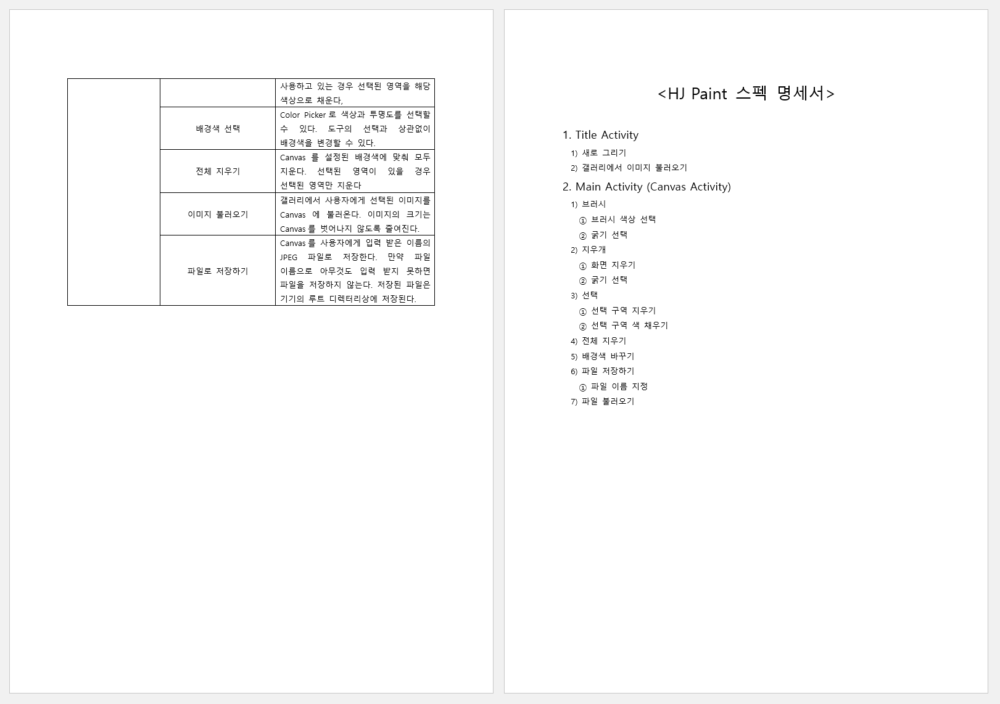 사용하고 있는 경우 선택된 영역을 해당
색상으로 채운다,
배경색 선택
Color Picker로 색상과 투명도를 선택할
수 있다. 도구의 선택과 상관없이
배경색을 변경할 수 있다.
전체 지우기
Canvas 를 설정된 배경색에 맞춰 모두
지운다. 선택된 영역이 있을 경우
선택된 영역만 지운다
이미지 불러오기
갤러리에서 사용자에게 선택된 이미지를
Canvas 에 불러온다. 이미지의 크기는
Canvas를 벗어나지 않도록 줄여진다.
파일로 저장하기
Canvas를 사용자에게 입력 받은 이름의
JPEG 파일로 저장한다. 만약 파일
이름으로 아무것도 입력 받지 못하면
파일을 저장하지 않는다. 저장된 파일은
기기의 루트 디렉터리상에 저장된다.
<HJ Paint 스펙 명세서>
1. Title Activity
1) 새로 그리기
2) 갤러리에서 이미지 불러오기
2. Main Activity (Canvas Activity)
1) 브러시
① 브러시 색상 선택
② 굵기 선택
2) 지우개
① 화면 지우기
② 굵기 선택
3) 선택
① 선택 구역 지우기
② 선택 구역 색 채우기
4) 전체 지우기
5) 배경색 바꾸기
6) 파일 저장하기
① 파일 이름 지정
7) 파일 불러오기